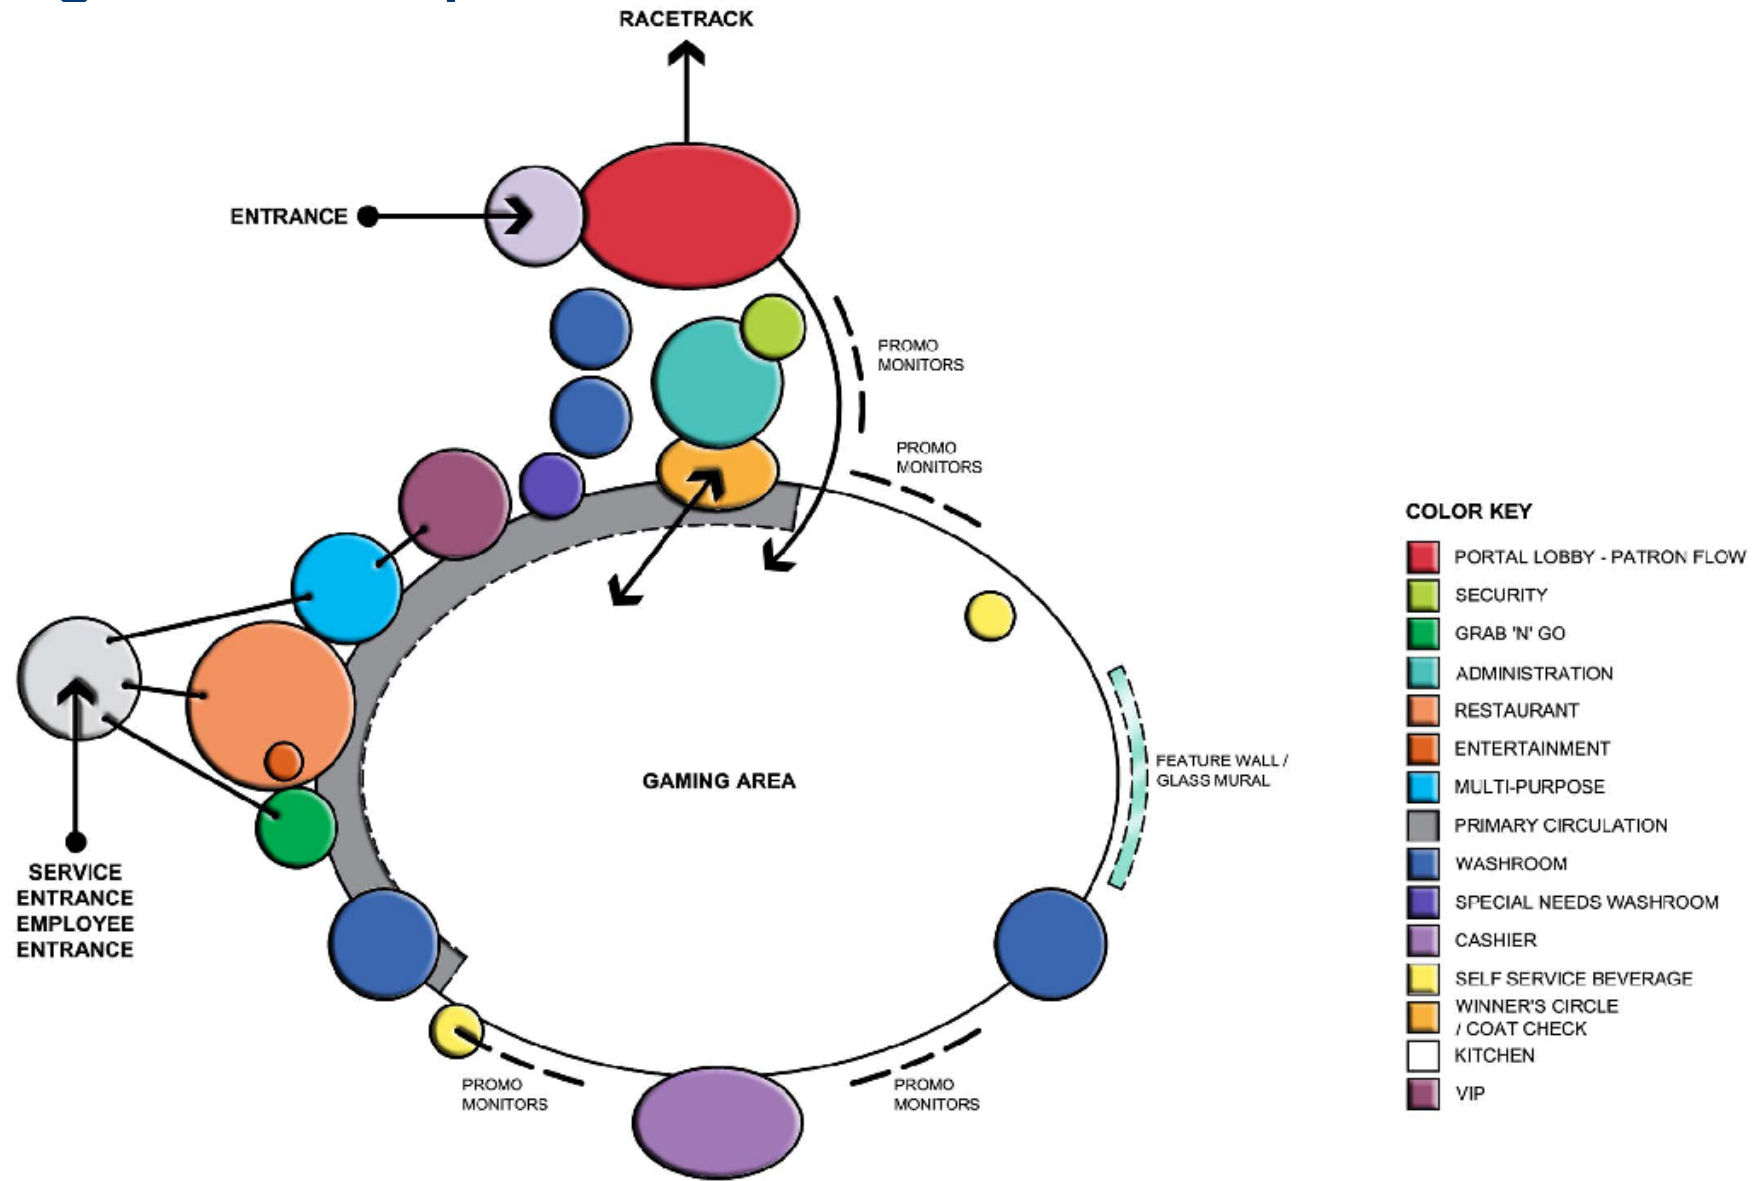 RACETRACK
ENTRANCE
PROMO
MONITORS
PROMO
MONITORS
GAMING AREA
FEATURE WALL /
GLASS MURAL
SERVICE
ENTRANCE
EMPLOYEE
ENTRANCE
PROMO
MONITORS
PROMO
MONITORS
COLOR KEY
PORTAL LOBBY - PATRON FLOW
SECURITY
GRAB 'N' GO
ADMINISTRATION
RESTAURANT
ENTERTAINMENT
MULTI-PURPOSE
PRIMARY CIRCULATION
WASHROOM
SPECIAL NEEDS WASHROOM
CASHIER
SELF SERVICE BEVERAGE
WINNER'S CIRCLE
/ COAT CHECK
KITCHEN
VIP